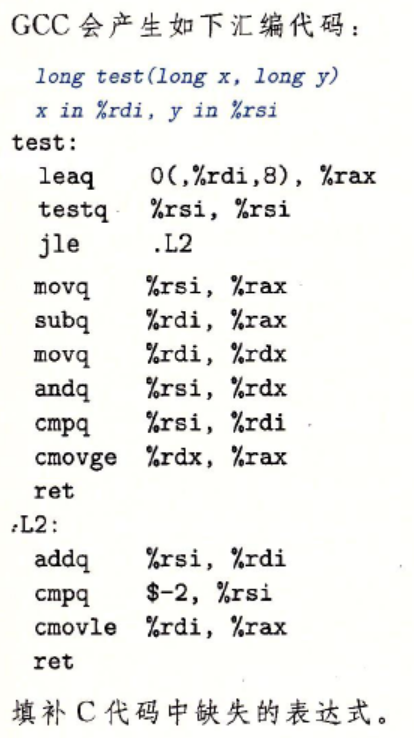 GCC 会产生如下汇编代码：
long test(long x, long y)
x in %rdi, y in %rsi
test:
leaq 0(,%rdi,8), %rax
testq %rsi, %rsi
jle .L2
movq %rsi, %rax
subq %rdi, %rax
movq %rdi, %rdx
andq %rsi, %rdx
cmpq %rsi, %rdi
cmovge %rdx, %rax
ret
.L2:
addq %rsi, %rdi
cmpq $-2, %rsi
cmovle %rdi, %rax
ret
填补 C 代码中缺失的表达式。